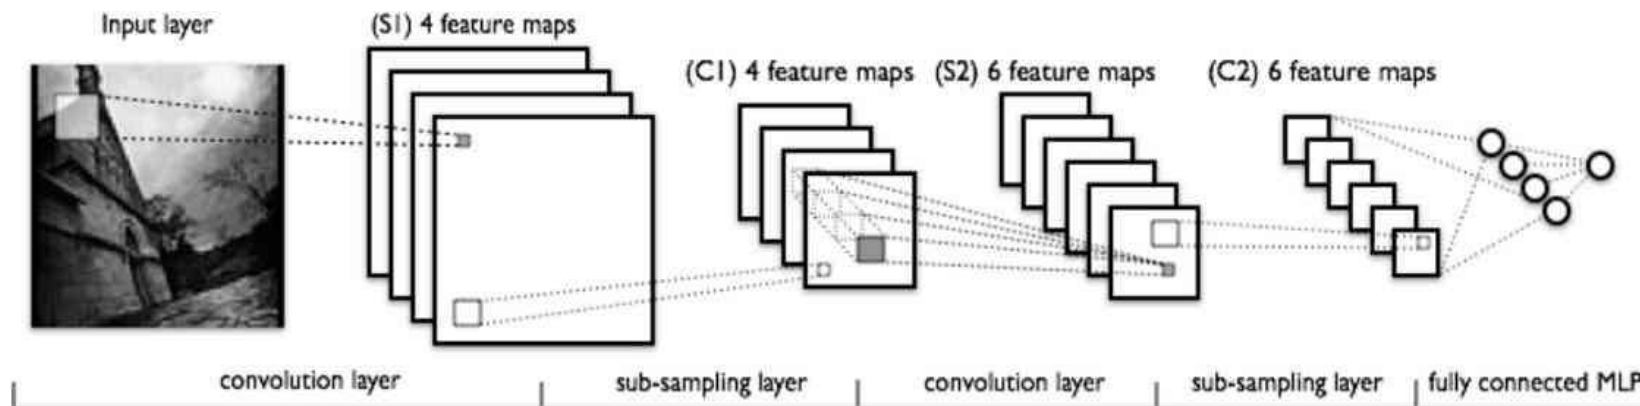 Input layer
(S1) 4 feature maps
(C1) 4 feature maps
(S2) 6 feature maps
(C2) 6 feature maps
convolution layer
sub-sampling layer
convolution layer
sub-sampling layer
fully connected MLP